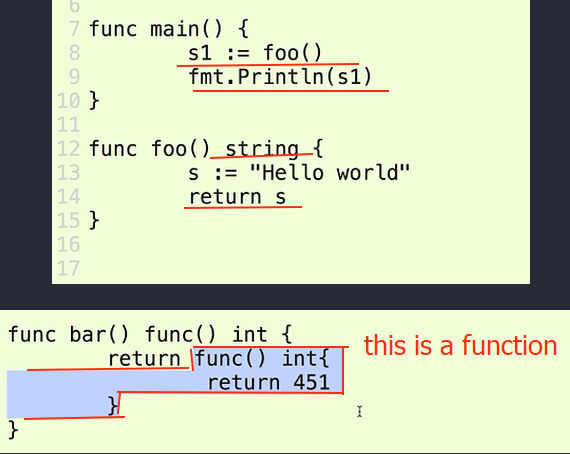 6
7 func main() {
8 s1 := foo()
9 fmt.Println(s1)
10 }
11
12 func foo() string {
13 s := "Hello world"
14 return s
15 }
16
17
func bar() func() int {
return func() int{
this is a function
return 451
}
}